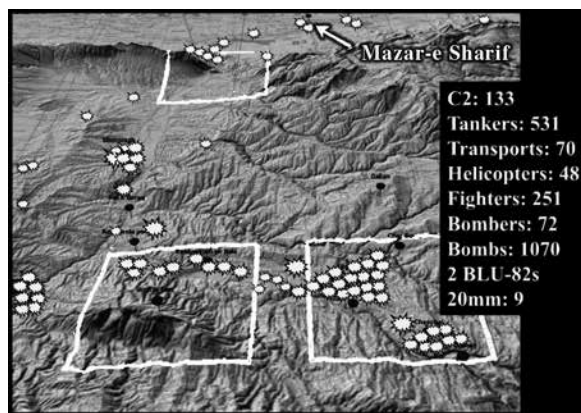 Mazar-e Sharif
C2: 133
Tankers: 531
Transports: 70
Helicopters: 48
Fighters: 251
Bombers: 72
Bombs: 1070
2 BLU-82s
20mm: 9